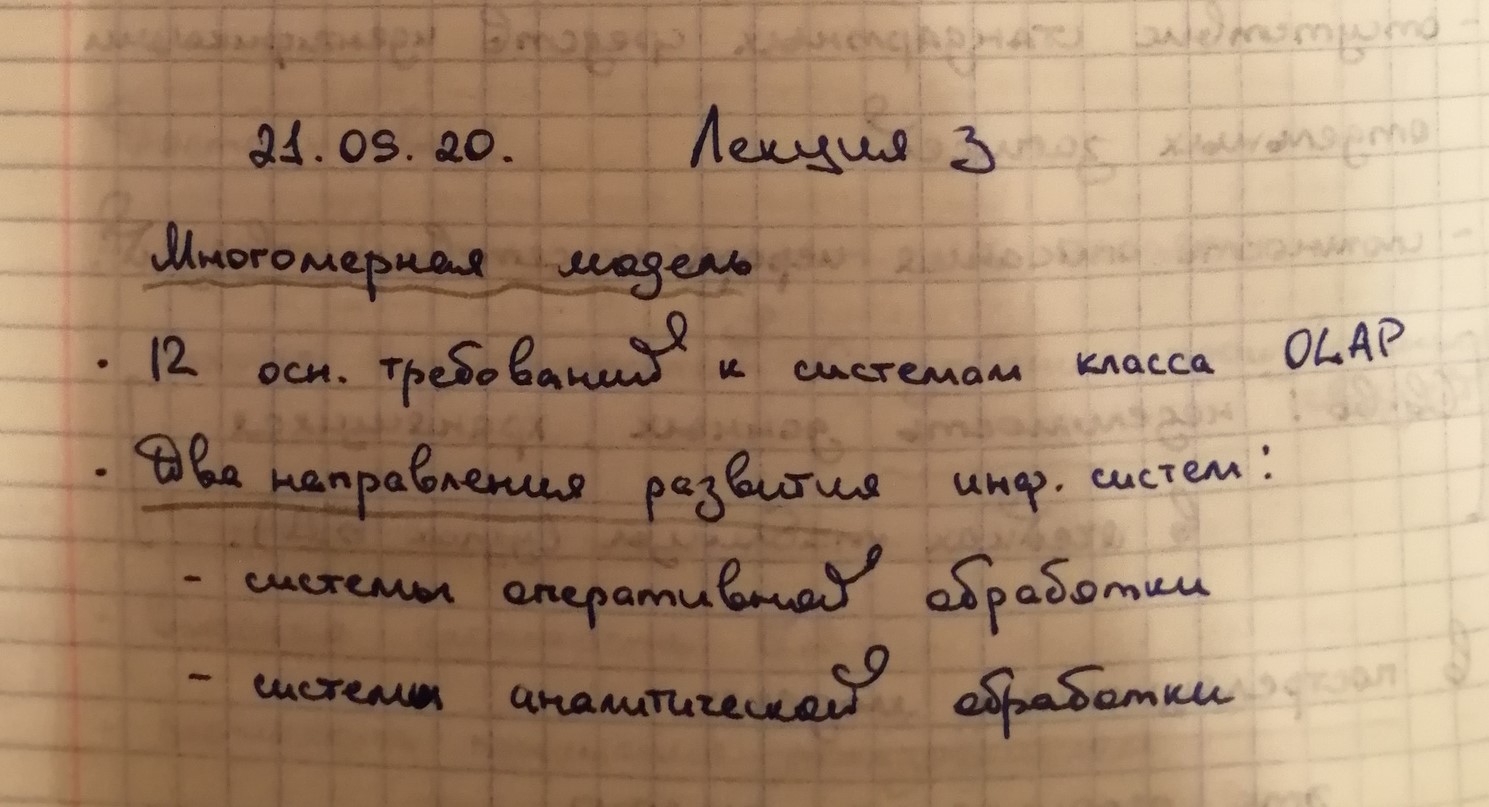 21.09.20. Лекция 3
Многомерная модель
· 12 осн. требований к системам класса OLAP
· Два направления развития инф. систем:
- системы оперативной обработки
- системы аналитической обработки